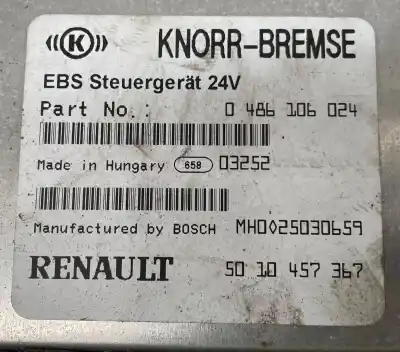 ((K)) KNORR-BREMSE
EBS Steuergerät 24V
Part No.: 0 486 106 024
Made in Hungary 658 03252
Manufactured by BOSCH MH0025030659
RENAULT 50 10 457 367